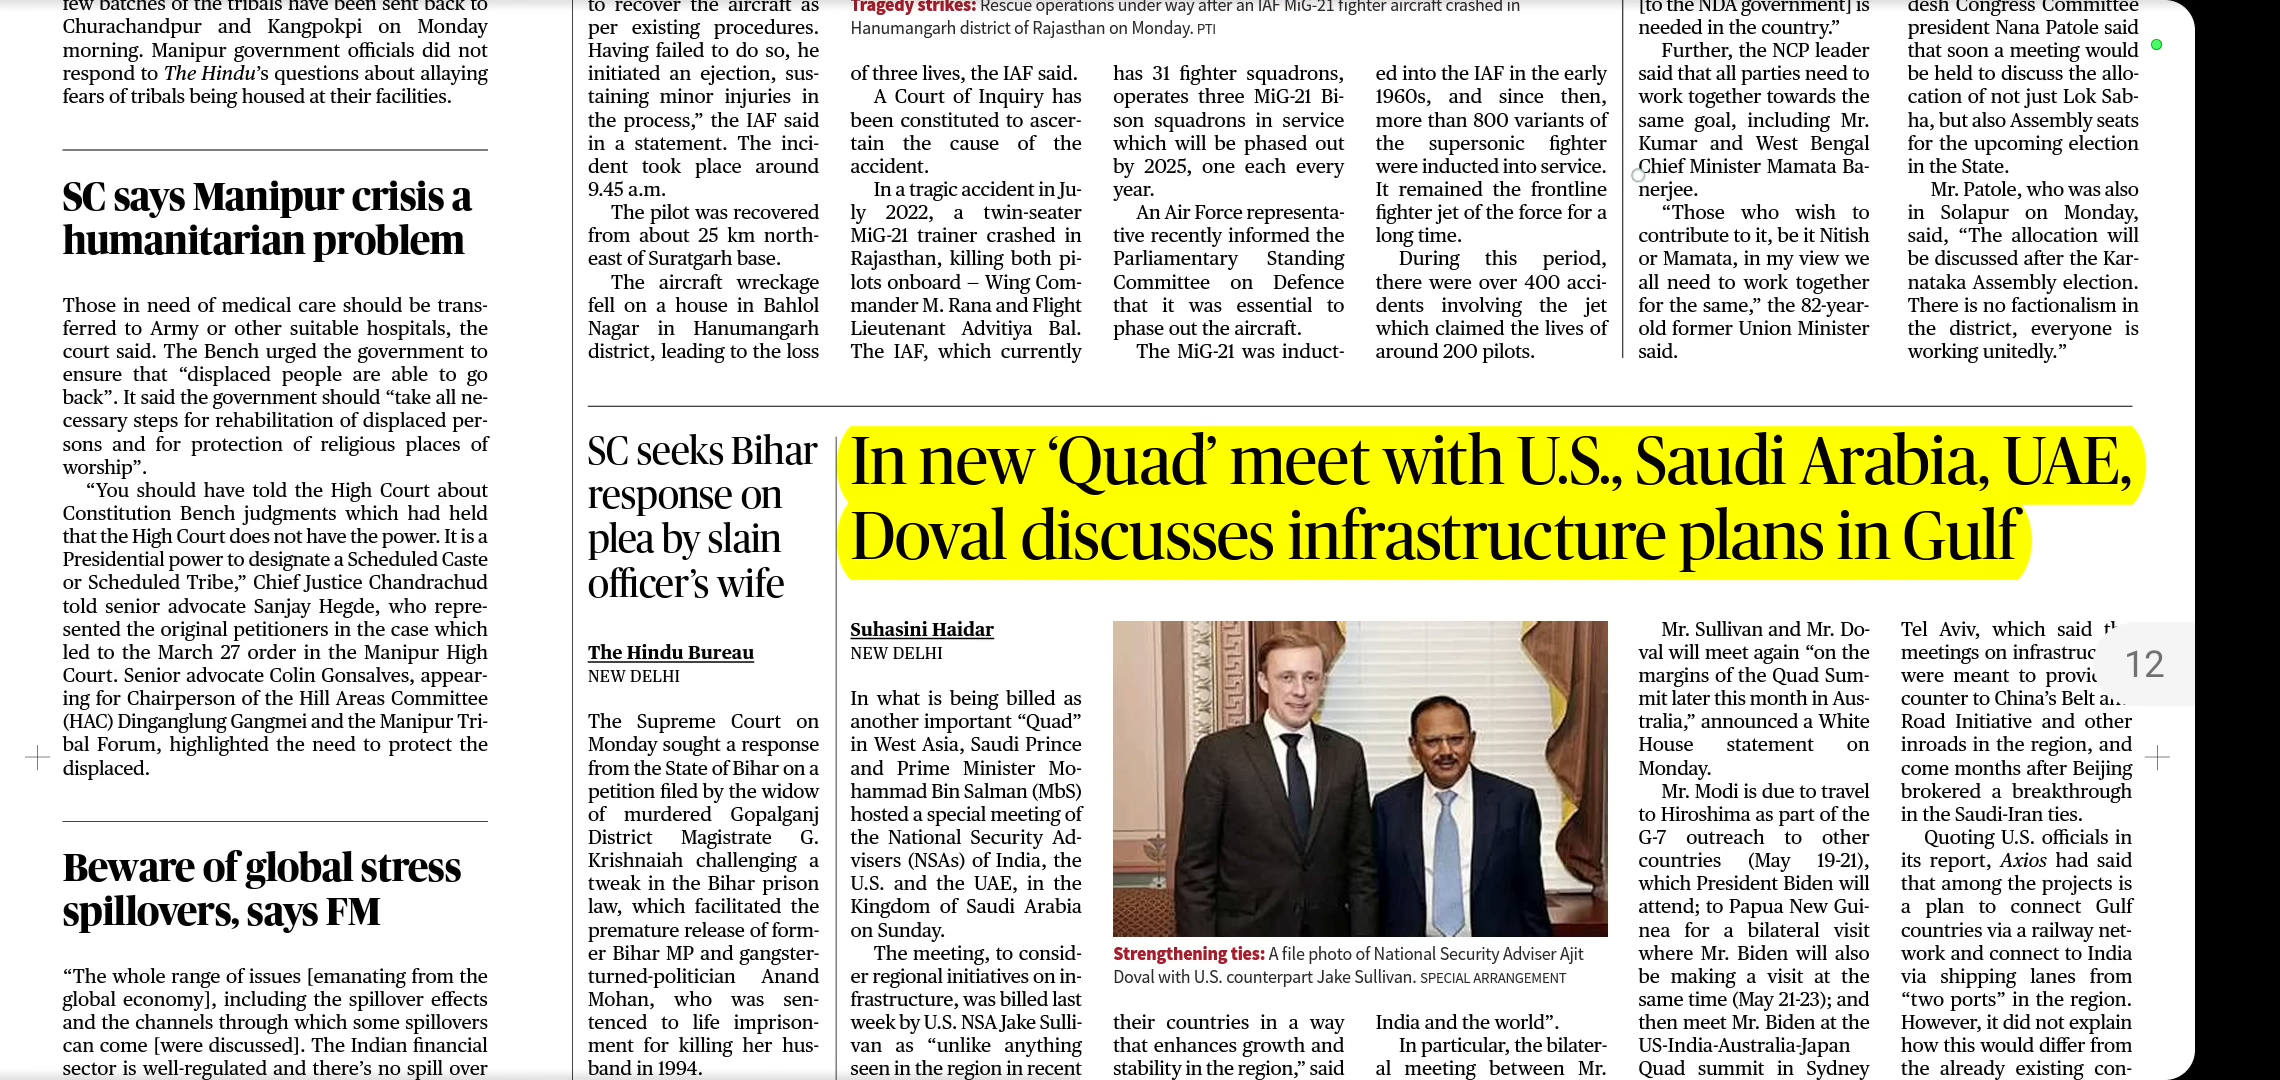 few batches of the tribals have been sent back to
Churachandpur and Kangpokpi on Monday
morning. Manipur government officials did not
respond to The Hindu's questions about allaying
fears of tribals being housed at their facilities.
SC says Manipur crisis a
humanitarian problem
Those in need of medical care should be trans-
ferred to Army or other suitable hospitals, the
court said. The Bench urged the government to
ensure that “displaced people are able to go
back”. It said the government should “take all ne-
cessary steps for rehabilitation of displaced per-
sons and for protection of religious places of
worship”.
“You should have told the High Court about
Constitution Bench judgments which had held
that the High Court does not have the power. It is a
Presidential power to designate a Scheduled Caste
or Scheduled Tribe,” Chief Justice Chandrachud
told senior advocate Sanjay Hegde, who repre-
sented the original petitioners in the case which
led to the March 27 order in the Manipur High
Court. Senior advocate Colin Gonsalves, appear-
ing for Chairperson of the Hill Areas Committee
(HAC) Dinganglung Gangmei and the Manipur Tri-
bal Forum, highlighted the need to protect the
displaced.
Beware of global stress
spillovers, says FM
“The whole range of issues [emanating from the
global economy], including the spillover effects
and the channels through which some spillovers
can come [were discussed]. The Indian financial
sector is well-regulated and there's no spill over
to recover the aircraft as
per existing procedures.
Having failed to do so, he
initiated an ejection, sus-
taining minor injuries in
the process,” the IAF said
in a statement. The inci-
dent took place around
9.45 a.m.
The pilot was recovered
from about 25 km north-
east of Suratgarh base.
The aircraft wreckage
fell on a house in Bahlol
Nagar in Hanumangarh
district, leading to the loss
Tragedy strikes: Rescue operations under way after an IAF MiG-21 fighter aircraft crashed in
Hanumangarh district of Rajasthan on Monday. PTI
of three lives, the IAF said.
A Court of Inquiry has
been constituted to ascer-
tain the cause of the
accident.
In a tragic accident in Ju-
ly 2022, a twin-seater
MiG-21 trainer crashed in
Rajasthan, killing both pi-
lots onboard – Wing Com-
mander M. Rana and Flight
Lieutenant Advitiya Bal.
The IAF, which currently
has 31 fighter squadrons,
operates three MiG-21 Bi-
son squadrons in service
which will be phased out
by 2025, one each every
year.
An Air Force representa-
tive recently informed the
Parliamentary Standing
Committee on Defence
that it was essential to
phase out the aircraft.
The MiG-21 was induct-
ed into the IAF in the early
1960s, and since then,
more than 800 variants of
the supersonic fighter
were inducted into service.
It remained the frontline
fighter jet of the force for a
long time.
During this period,
there were over 400 acci-
dents involving the jet
which claimed the lives of
around 200 pilots.
[to the NDA government] is
needed in the country.”
Further, the NCP leader
said that all parties need to
work together towards the
same goal, including Mr.
Kumar and West Bengal
Chief Minister Mamata Ba-
nerjee.
“Those who wish to
contribute to it, be it Nitish
or Mamata, in my view we
all need to work together
for the same,” the 82-year-
old former Union Minister
said.
desh Congress Committee
president Nana Patole said
that soon a meeting would
be held to discuss the allo-
cation of not just Lok Sab-
ha, but also Assembly seats
for the upcoming election
in the State.
Mr. Patole, who was also
in Solapur on Monday,
said, “The allocation will
be discussed after the Kar-
nataka Assembly election.
There is no factionalism in
the district, everyone is
working unitedly.”
SC seeks Bihar
response on
plea by slain
officer's wife
The Hindu Bureau
NEW DELHI
The Supreme Court on
Monday sought a response
from the State of Bihar on a
petition filed by the widow
of murdered Gopalganj
District Magistrate G.
Krishnaiah challenging a
tweak in the Bihar prison
law, which facilitated the
premature release of form-
er Bihar MP and gangster-
turned-politician Anand
Mohan, who was sen-
tenced to life imprison-
ment for killing her hus-
band in 1994.
In new ‘Quad’ meet with U.S., Saudi Arabia, UAE,
Doval discusses infrastructure plans in Gulf
Suhasini Haidar
NEW DELHI
In what is being billed as
another important “Quad”
in West Asia, Saudi Prince
and Prime Minister Mo-
hammad Bin Salman (MbS)
hosted a special meeting of
the National Security Ad-
visers (NSAs) of India, the
U.S. and the UAE, in the
Kingdom of Saudi Arabia
on Sunday.
The meeting, to consid-
er regional initiatives on in-
frastructure, was billed last
week by U.S. NSA Jake Sulli-
van as “unlike anything
seen in the region in recent
Strengthening ties: A file photo of National Security Adviser Ajit
Doval with U.S. counterpart Jake Sullivan. SPECIAL ARRANGEMENT
their countries in a way
that enhances growth and
stability in the region,” said
India and the world”.
In particular, the bilater-
al meeting between Mr.
Mr. Sullivan and Mr. Do-
val will meet again “on the
margins of the Quad Sum-
mit later this month in Aus-
tralia,” announced a White
House statement on
Monday.
Mr. Modi is due to travel
to Hiroshima as part of the
G-7 outreach to other
countries (May 19-21),
which President Biden will
attend; to Papua New Gui-
nea for a bilateral visit
where Mr. Biden will also
be making a visit at the
same time (May 21-23); and
then meet Mr. Biden at the
US-India-Australia-Japan
Quad summit in Sydney
Tel Aviv, which said
meetings on
were meant to
counter to China's Belt
Road Initiative and other
inroads in the region, and
come months after Beijing
brokered a breakthrough
in the Saudi-Iran ties.
Quoting U.S. officials in
its report, Axios had said
that among the projects is
a plan to connect Gulf
countries via a railway net-
work and connect to India
via shipping lanes from
“two ports” in the region.
However, it did not explain
how this would differ from
the already existing con-
12